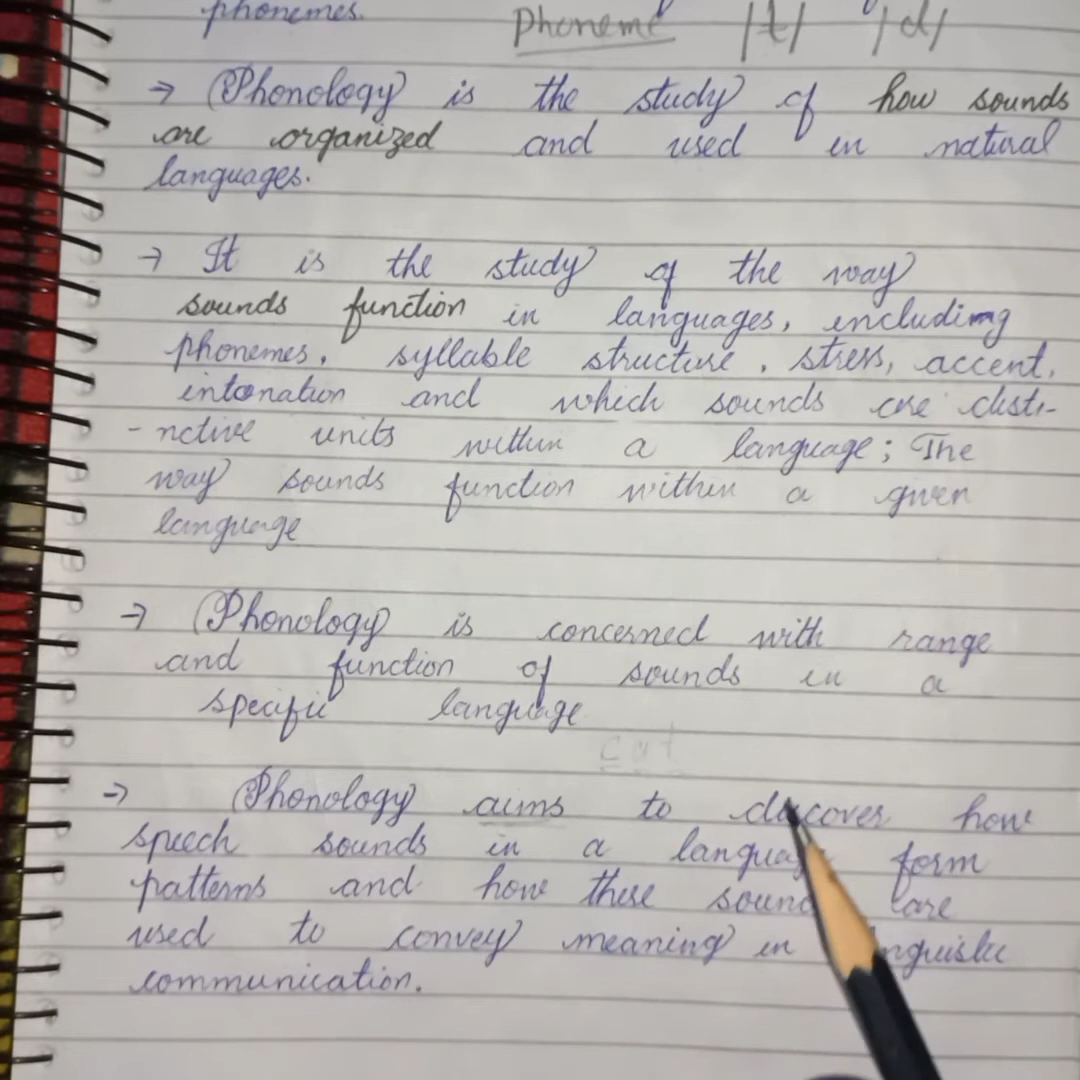 phonemes.
Phoneme /t/ /d/
→ Phonology is the study of how sounds
are organized and used in natural
languages.
→ It is the study of the way
sounds function in languages, including
phonemes, syllable structure, stress, accent,
intonation and which sounds are disti-
-nctive units within a language; The
way sounds function within a given
language
→ Phonology is concerned with range
and function of sounds in a
specific language
cat
→ Phonology aims to discover how
speech sounds in a language form
patterns and how these sound are
used to convey meaning in linguistic
communication.